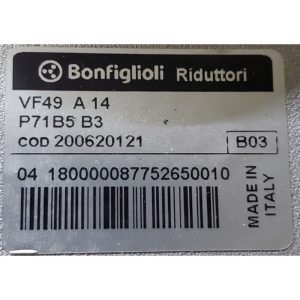 Bonfiglioli Riduttori
VF49 A 14
P71B5 B3
COD 200620121
B03
04 180000087752650010
MADE IN
ITALY